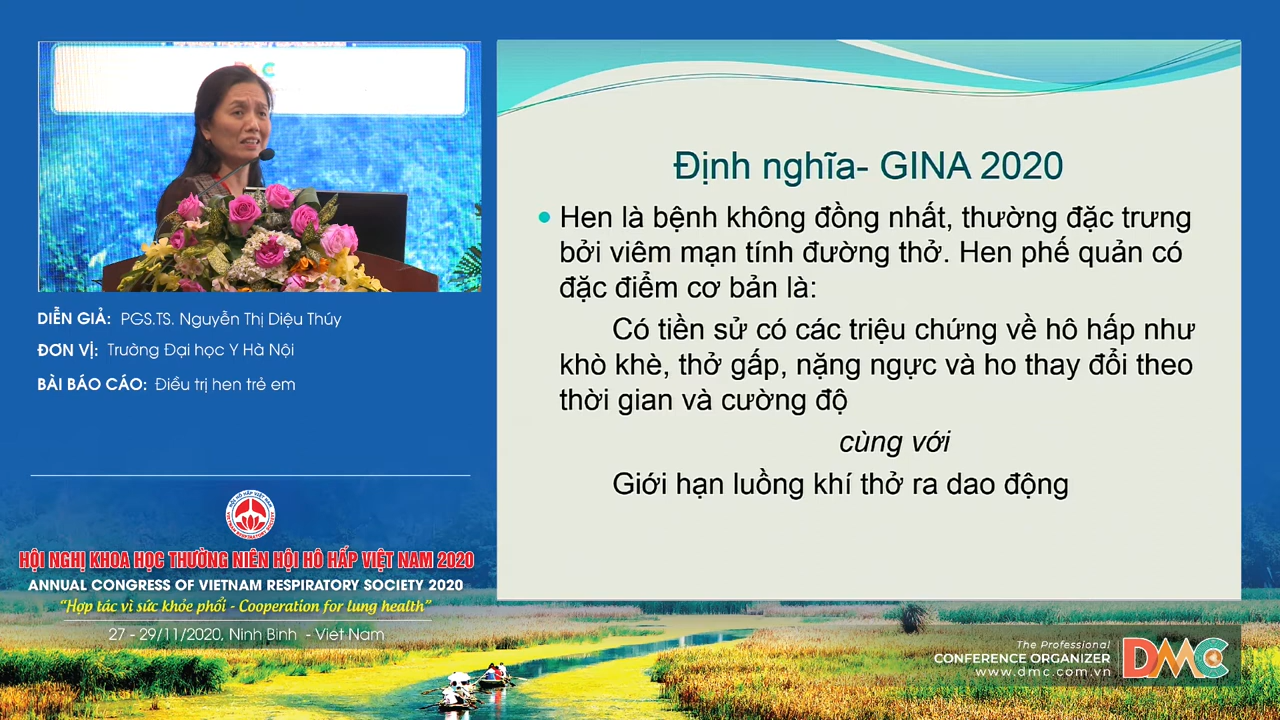 DMC
DIỄN GIẢ: PGS.TS. Nguyễn Thị Diệu Thúy
ĐƠN VỊ: Trường Đại học Y Hà Nội
BÀI BÁO CÁO: Điều trị hen trẻ em
HỘI HÔ HẤP VIỆT NAM
HỘI NGHỊ KHOA HỌC THƯỜNG NIÊN HỘI HÔ HẤP VIỆT NAM 2020
ANNUAL CONGRESS OF VIETNAM RESPIRATORY SOCIETY 2020
“Hợp tác vì sức khỏe phổi - Cooperation for lung health”
27 - 29/11/2020, Ninh Bình - Việt Nam
Định nghĩa- GINA 2020
Hen là bệnh không đồng nhất, thường đặc trưng
bởi viêm mạn tính đường thở. Hen phế quản có
đặc điểm cơ bản là:
Có tiền sử có các triệu chứng về hô hấp như
khò khè, thở gấp, nặng ngực và ho thay đổi theo
thời gian và cường độ
cùng với
Giới hạn luồng khí thở ra dao động
The Professional
CONFERENCE ORGANIZER
www.dmc.com.vn
DMC